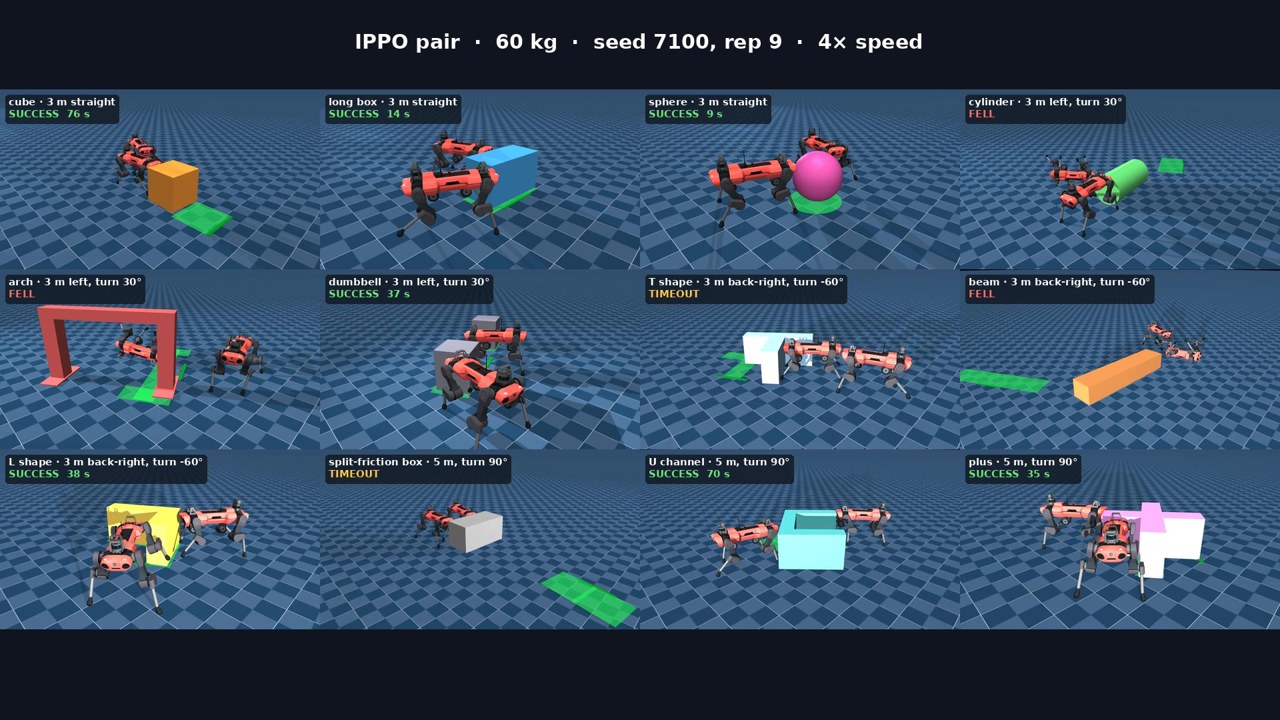 IPPO pair · 60 kg · seed 7100, rep 9 · 4× speed
cube · 3 m straight
SUCCESS 76 s
long box · 3 m straight
SUCCESS 14 s
sphere · 3 m straight
SUCCESS 9 s
cylinder · 3 m left, turn 30°
FELL
arch · 3 m left, turn 30°
FELL
dumbbell · 3 m left, turn 30°
SUCCESS 37 s
T shape · 3 m back-right, turn -60°
TIMEOUT
beam · 3 m back-right, turn -60°
FELL
L shape · 3 m back-right, turn -60°
SUCCESS 38 s
split-friction box · 5 m, turn 90°
TIMEOUT
U channel · 5 m, turn 90°
SUCCESS 70 s
plus · 5 m, turn 90°
SUCCESS 35 s